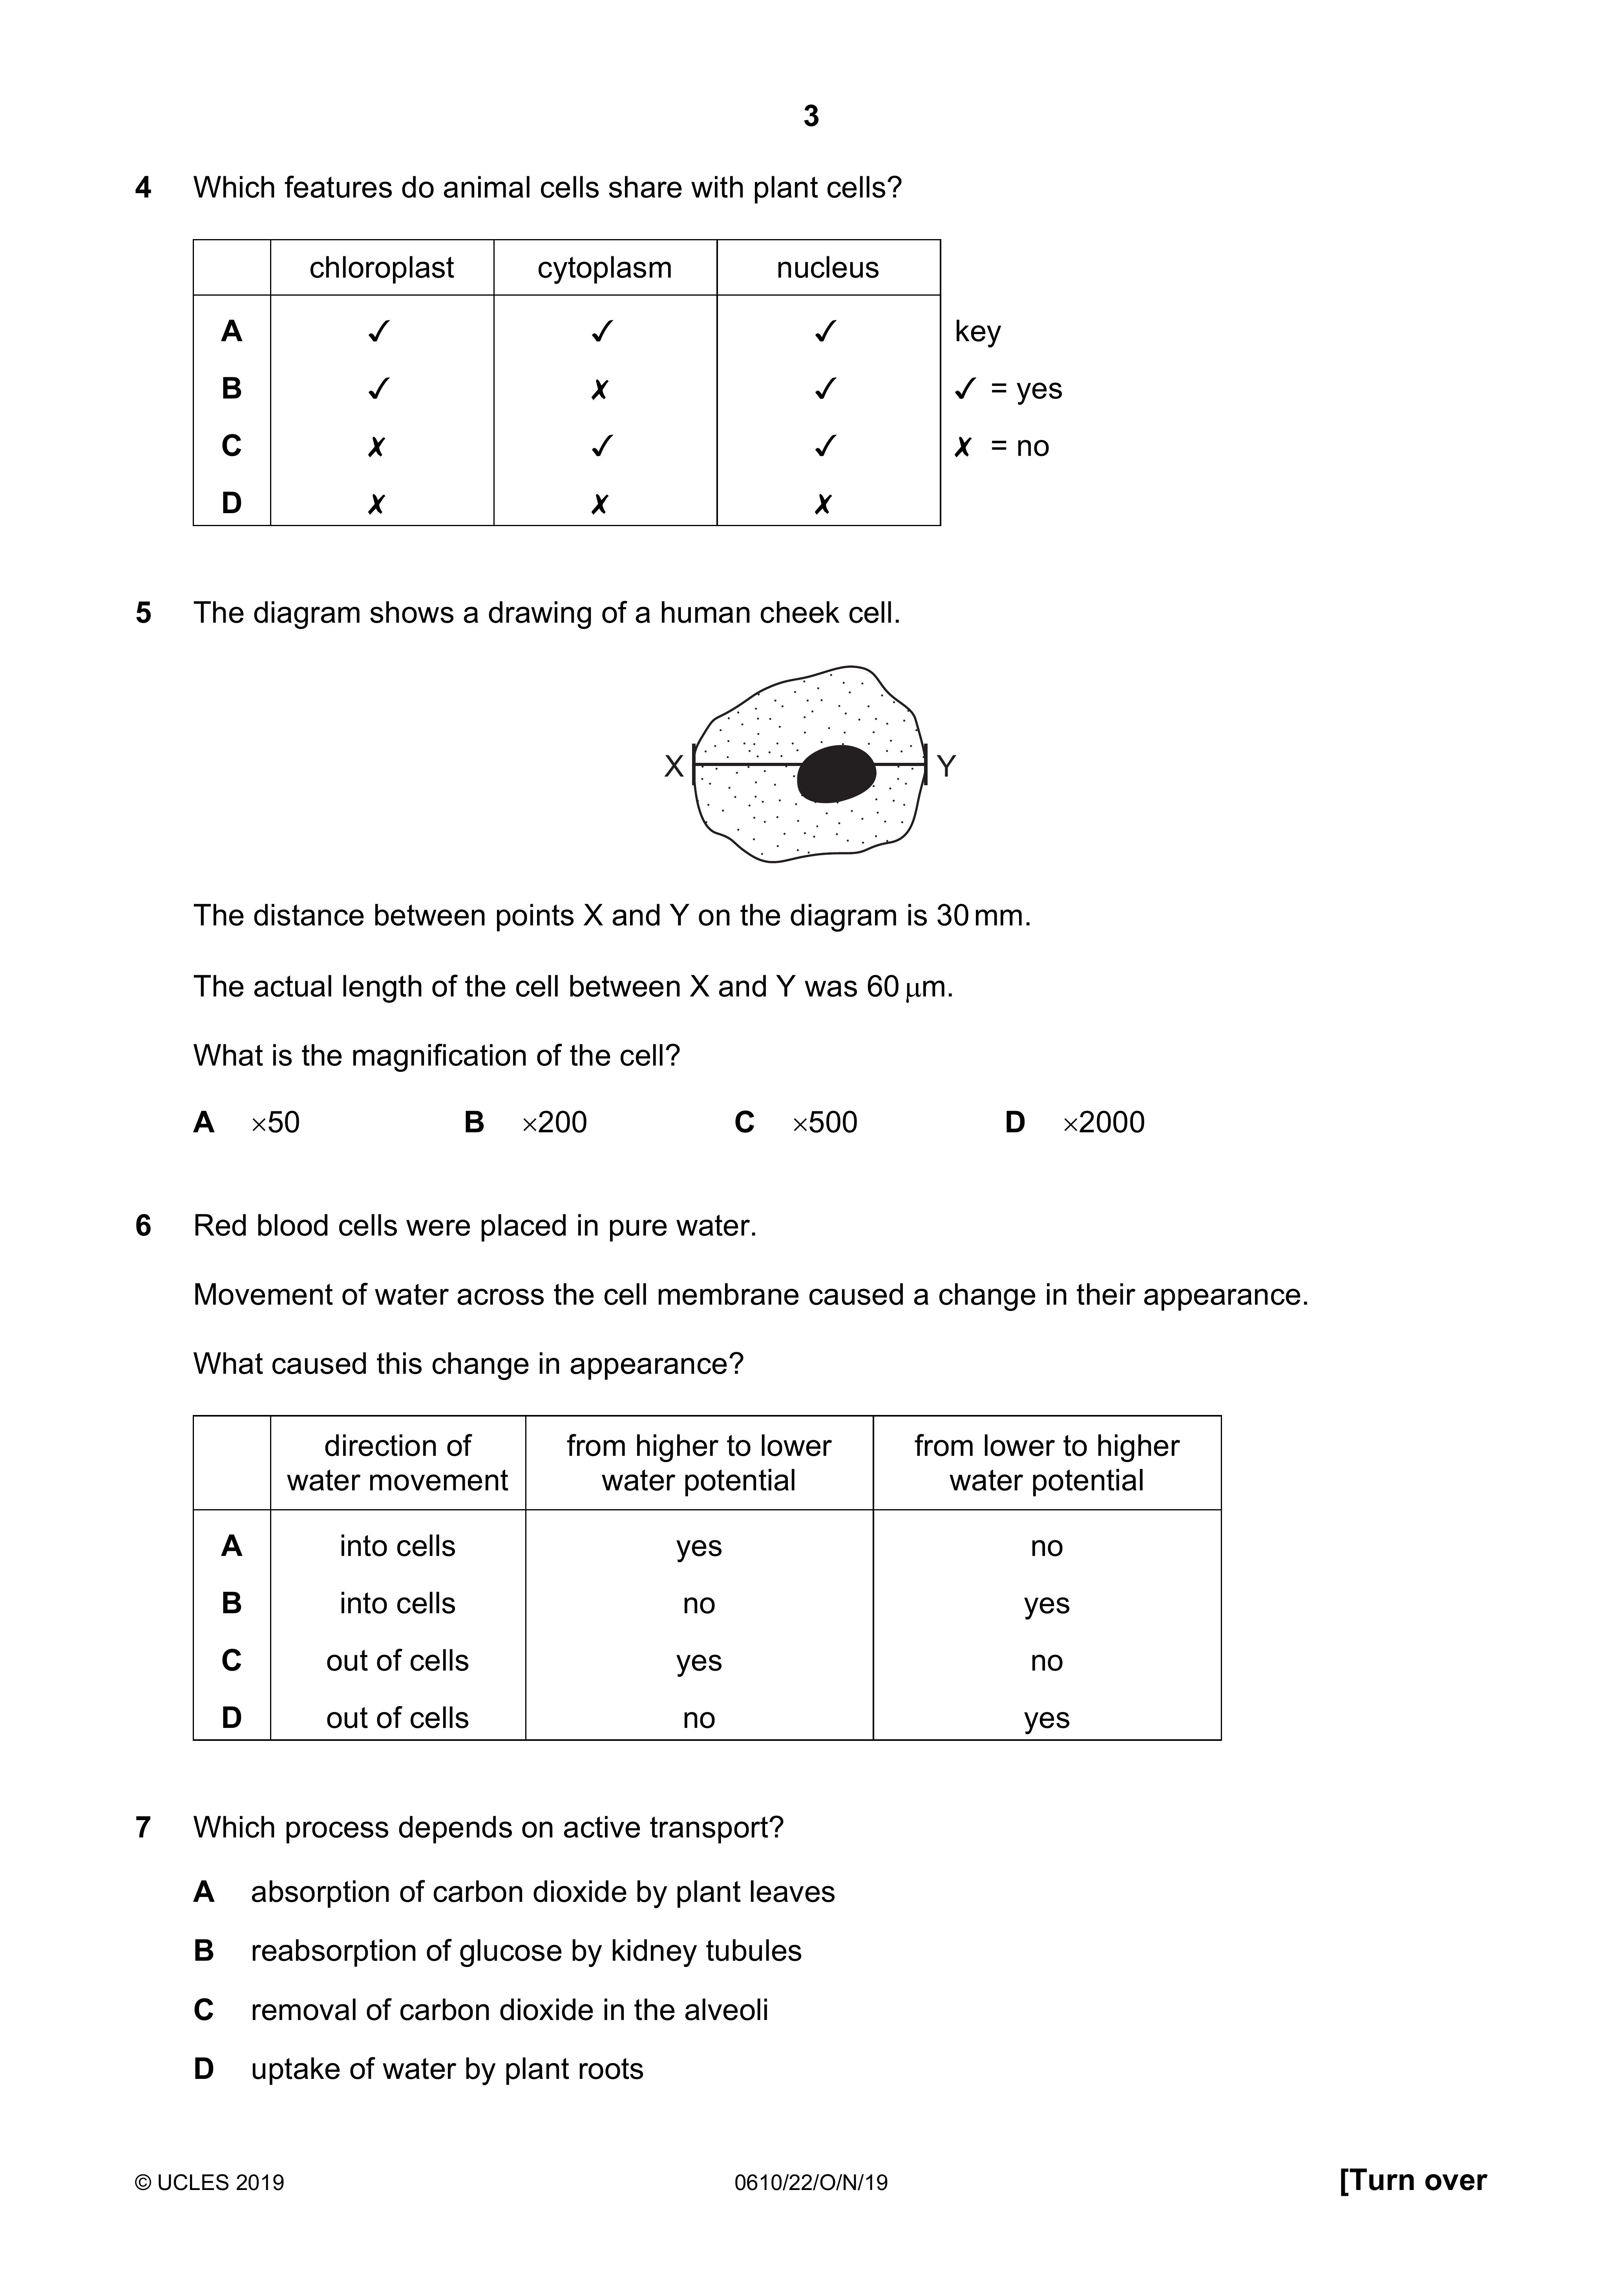 3
4 Which features do animal cells share with plant cells?
chloroplast cytoplasm nucleus
A ✓ ✓ ✓ key
B ✓ ✗ ✓ ✓ = yes
C ✗ ✓ ✓ ✗ = no
D ✗ ✗ ✗
5 The diagram shows a drawing of a human cheek cell.
X Y
The distance between points X and Y on the diagram is 30 mm.
The actual length of the cell between X and Y was 60 μm.
What is the magnification of the cell?
A ×50 B ×200 C ×500 D ×2000
6 Red blood cells were placed in pure water.
Movement of water across the cell membrane caused a change in their appearance.
What caused this change in appearance?
direction of water movement from higher to lower water potential from lower to higher water potential
A into cells yes no
B into cells no yes
C out of cells yes no
D out of cells no yes
7 Which process depends on active transport?
A absorption of carbon dioxide by plant leaves
B reabsorption of glucose by kidney tubules
C removal of carbon dioxide in the alveoli
D uptake of water by plant roots
© UCLES 2019 0610/22/O/N/19 [Turn over